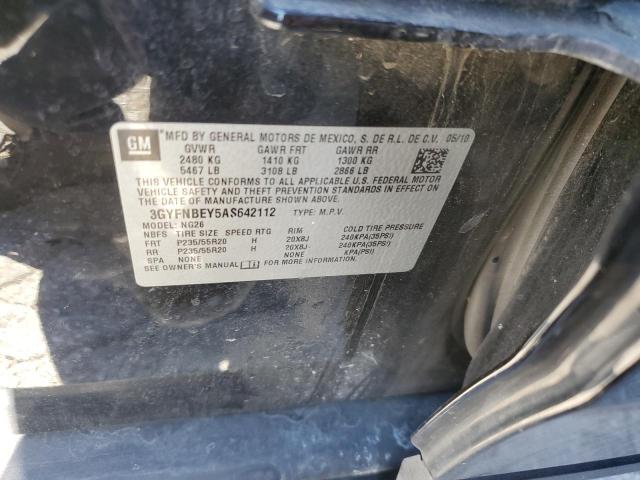 GM
MFD BY GENERAL MOTORS DE MEXICO, S. DE R.L. DE C.V. 05/10
GVWR GAWR FRT GAWR RR
2480 KG 1410 KG 1300 KG
5467 LB 3108 LB 2866 LB
THIS VEHICLE CONFORMS TO ALL APPLICABLE U.S. FEDERAL MOTOR
VEHICLE SAFETY AND THEFT PREVENTION STANDARDS IN EFFECT ON THE
DATE OF MANUFACTURE SHOWN ABOVE.
3GYFNBEY5AS642112 TYPE: M.P.V.
MODEL: NG26
NBFS TIRE SIZE SPEED RTG RIMS COLD TIRE PRESSURE
FRT P235/55R20 H 20X8J 240KPA(35PSI)
RR P235/55R20 H 20X8J 240KPA(35PSI)
SPA NONE NONE KPA(PSI)
SEE OWNER'S MANUAL FOR MORE INFORMATION.